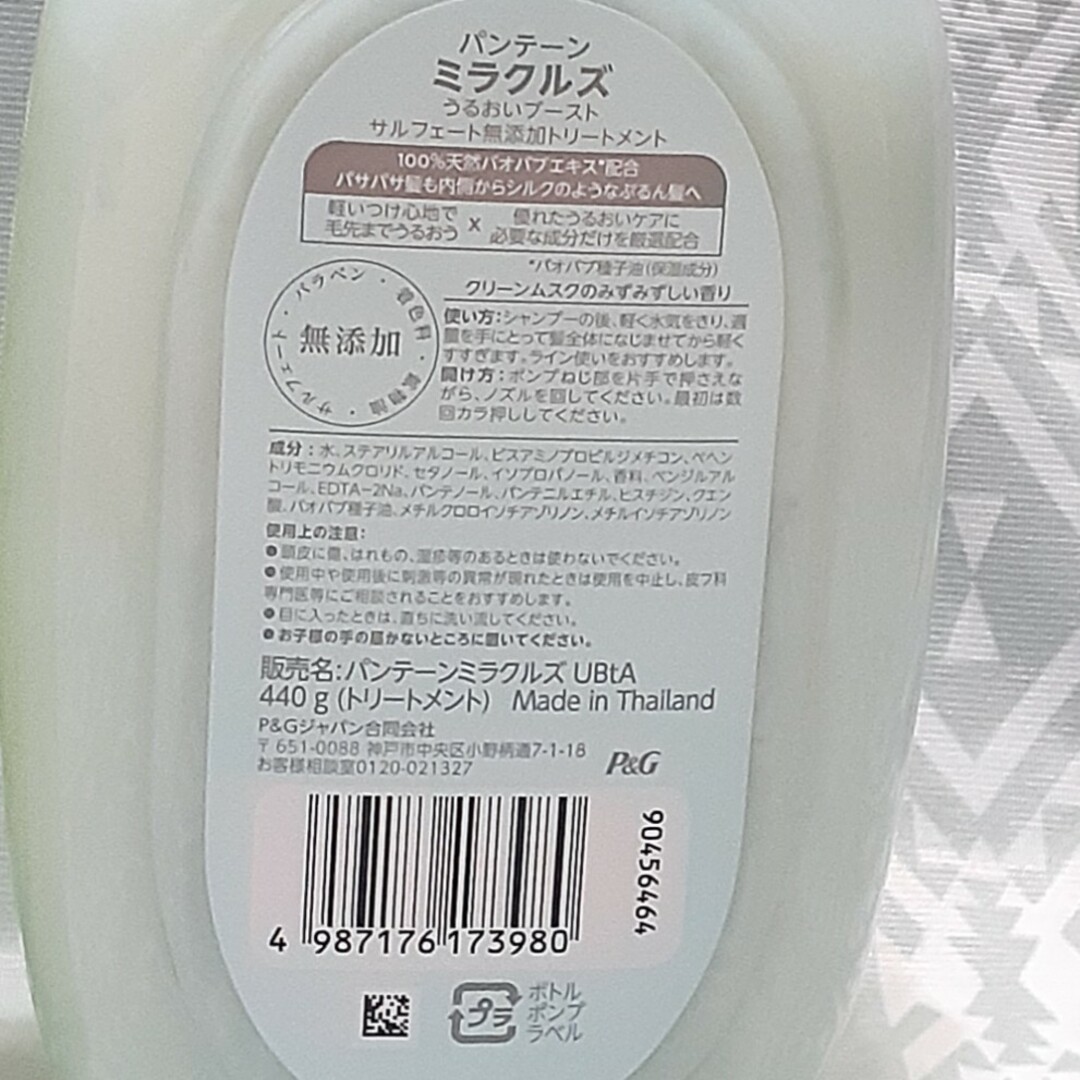 パンテーン
ミラクルズ
うるおいブースト
サルフェート無添加トリートメント
100%天然バオバブエキス*配合
パサパサ髪も内側からシルクのようなぷるん髪へ
軽いつけ心地で
毛先までうるおう
x
優れたうるおいケアに
必要な成分だけを厳選配合
*バオバブ種子油(保湿成分)
クリーンムスクのみずみずしい香り
パラベン・着色料・鉱物油・サルフェート・
無添加
使い方:シャンプーの後、軽く水気をきり、適
量を手にとって髪全体になじませてから軽く
すすぎます。ライン使いをおすすめします。
開け方:ポンプねじ部を片手で押さえな
がら、ノズルを回してください。最初は数
回カラ押ししてください。
成分:水、ステアリルアルコール、ビスアミノプロピルジメチコン、ベヘン
トリモニウムクロリド、セタノール、イソプロパノール、香料、ベンジルアル
コール、EDTA-2Na、パンテノール、パンテニルエチル、ヒスチジン、クエン
酸、バオバブ種子油、メチルクロロイソチアゾリノン、メチルイソチアゾリノン
使用上の注意:
●頭皮に傷、はれもの、湿疹等のあるときは使わないでください。
●使用中や使用後に刺激等の異常が現れたときは使用を中止し、皮フ科
専門医等にご相談されることをおすすめします。
●目に入ったときは、直ちに洗い流してください。
●お子様の手の届かないところに置いてください。
販売名:パンテーンミラクルズ UBtA
440 g (トリートメント) Made in Thailand
P&Gジャパン合同会社
〒651-0088 神戸市中央区小野柄通7-1-18
お客様相談室0120-021327
P&G
90456464
4 987176 173980
プラ
ボトル
ポンプ
ラベル